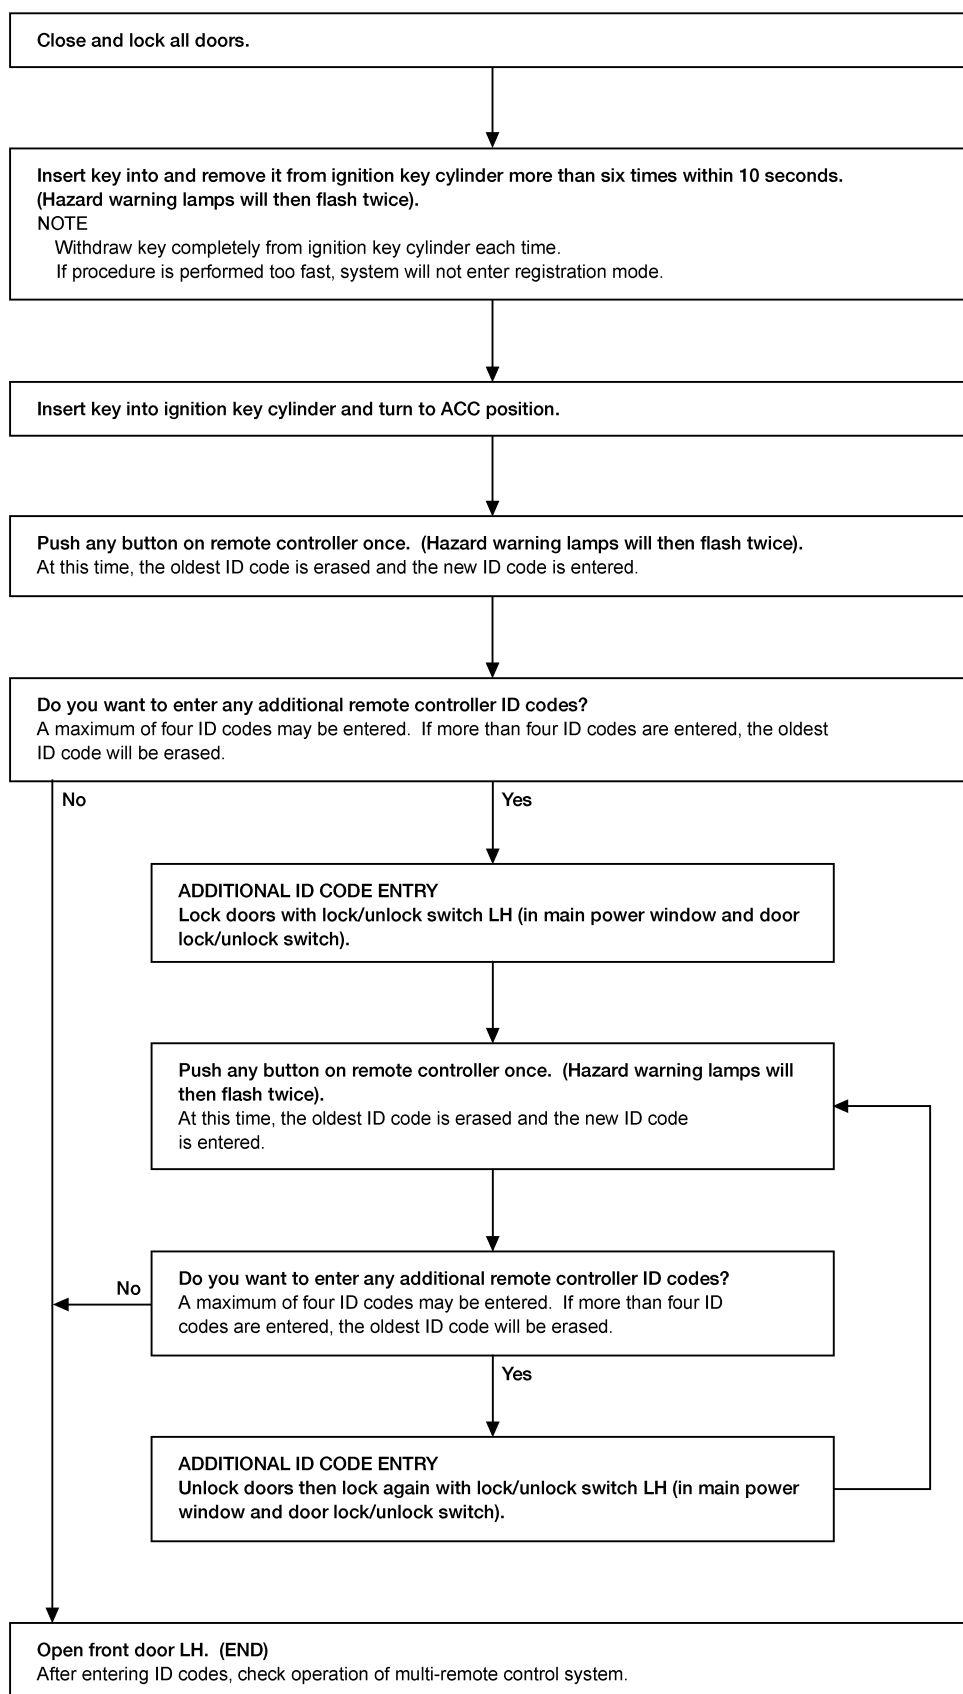 Close and lock all doors.
Insert key into and remove it from ignition key cylinder more than six times within 10 seconds.
(Hazard warning lamps will then flash twice).
NOTE
Withdraw key completely from ignition key cylinder each time.
If procedure is performed too fast, system will not enter registration mode.
Insert key into ignition key cylinder and turn to ACC position.
Push any button on remote controller once.  (Hazard warning lamps will then flash twice).
At this time, the oldest ID code is erased and the new ID code is entered.
Do you want to enter any additional remote controller ID codes?
A maximum of four ID codes may be entered.  If more than four ID codes are entered, the oldest
ID code will be erased.
No
Yes
ADDITIONAL ID CODE ENTRY
Lock doors with lock/unlock switch LH (in main power window and door
lock/unlock switch).
Push any button on remote controller once.  (Hazard warning lamps will
then flash twice).
At this time, the oldest ID code is erased and the new ID code
is entered.
Do you want to enter any additional remote controller ID codes?
A maximum of four ID codes may be entered.  If more than four ID
codes are entered, the oldest ID code will be erased.
No
Yes
ADDITIONAL ID CODE ENTRY
Unlock doors then lock again with lock/unlock switch LH (in main power
window and door lock/unlock switch).
Open front door LH.  (END)
After entering ID codes, check operation of multi-remote control system.